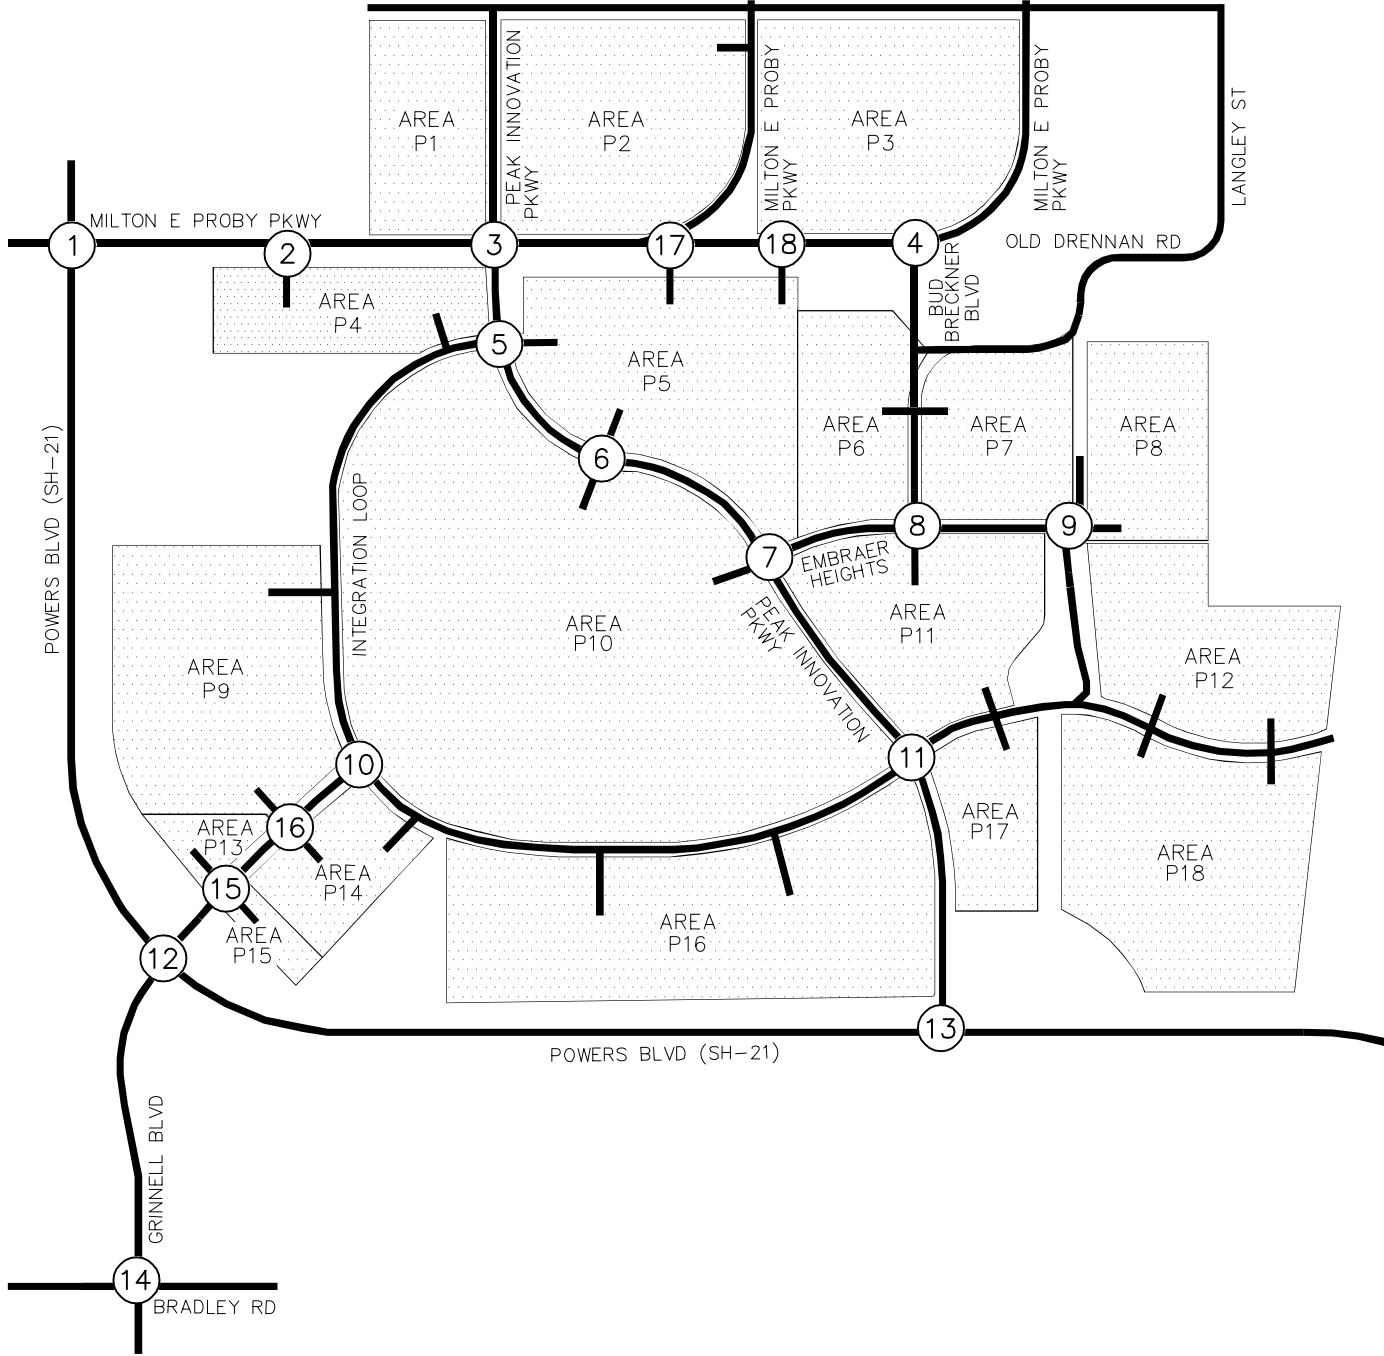 AREA
P1
PEAK INNOVATION
PKWY
AREA
P2
MILTON E PROBY
PKWY
AREA
P3
MILTON E PROBY
PKWY
LANGLEY ST
MILTON E PROBY PKWY
1
2
3
17
18
4
OLD DRENNAN RD
BUD
BRECKNER
BLVD
AREA
P4
5
AREA
P5
AREA
P6
AREA
P7
AREA
P8
6
POWERS BLVD (SH-21)
INTEGRATION LOOP
7
8
9
EMBRAER
HEIGHTS
AREA
P9
AREA
P10
PEAK INNOVATION
PKWY
AREA
P11
AREA
P12
10
11
16
AREA
P13
AREA
P14
15
AREA
P15
12
AREA
P16
AREA
P17
AREA
P18
13
POWERS BLVD (SH-21)
GRINNELL BLVD
14
BRADLEY RD